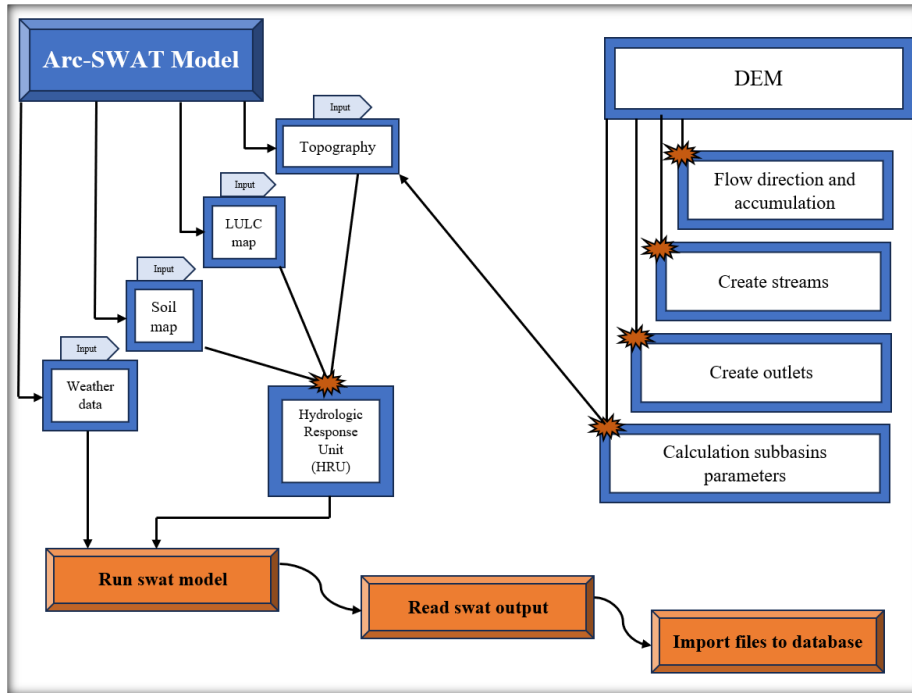 Arc-SWAT Model
DEM
Input
Topography
Flow direction and
accumulation
Input
LULC
map
Create streams
Input
Soil
map
Input
Weather
data
Create outlets
Hydrologic
Response
Unit
(HRU)
Calculation subbasins
parameters
Run swat model
Read swat output
Import files to database